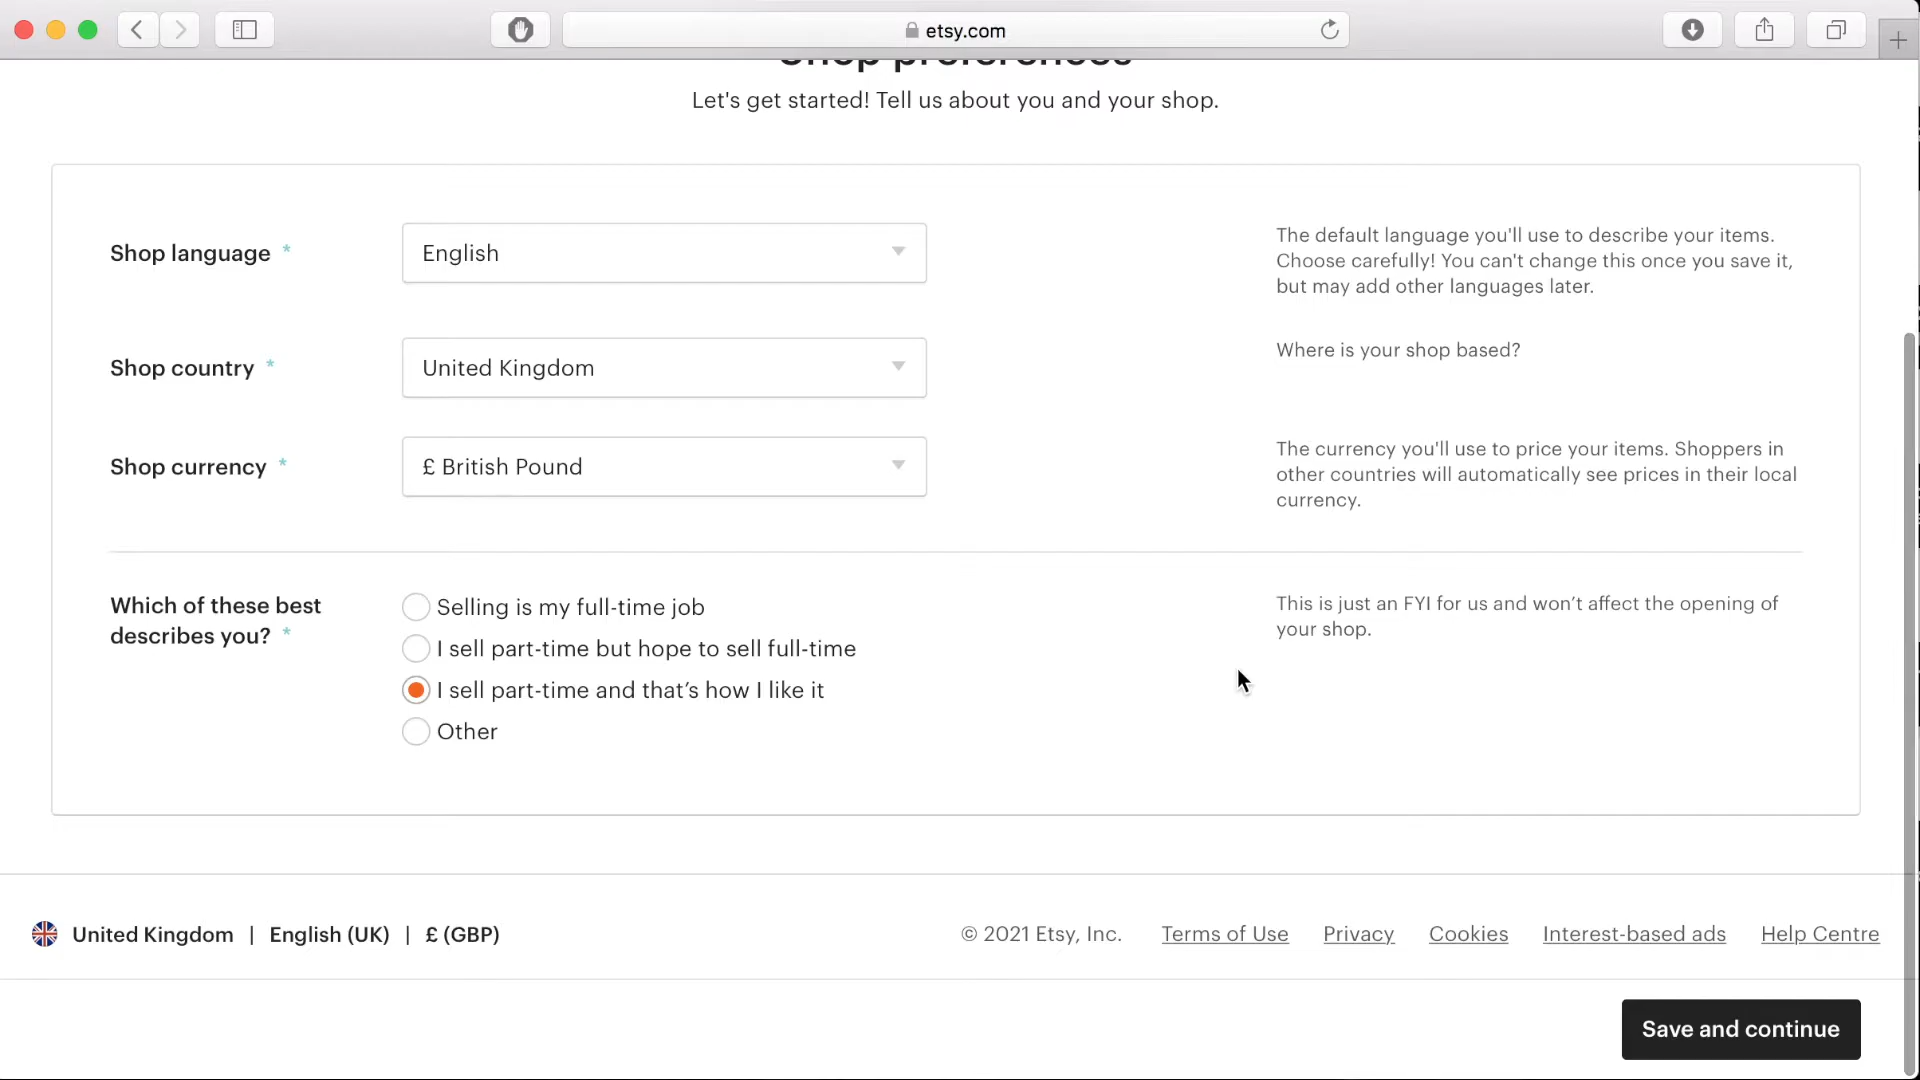 etsy.com
Shop preferences
Let's get started! Tell us about you and your shop.
Shop language *
English
The default language you'll use to describe your items.
Choose carefully! You can't change this once you save it,
but may add other languages later.
Shop country *
United Kingdom
Where is your shop based?
Shop currency *
£ British Pound
The currency you'll use to price your items. Shoppers in
other countries will automatically see prices in their local
currency.
Which of these best
describes you? *
Selling is my full-time job
I sell part-time but hope to sell full-time
I sell part-time and that’s how I like it
Other
This is just an FYI for us and won’t affect the opening of
your shop.
United Kingdom | English (UK) | £ (GBP)
© 2021 Etsy, Inc. Terms of Use Privacy Cookies Interest-based ads Help Centre
Save and continue